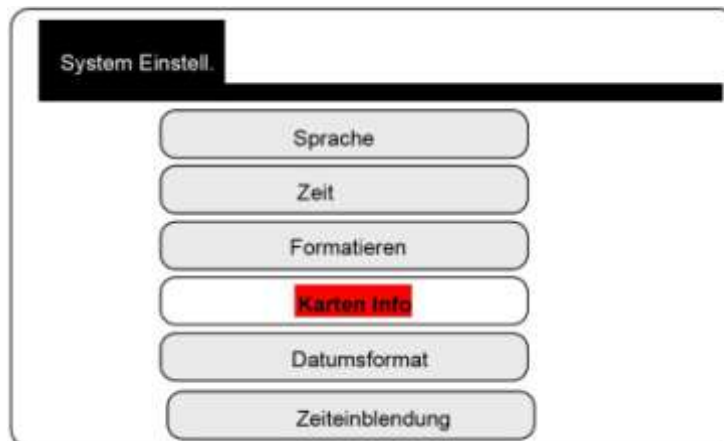 System Einstell.
Sprache
Zeit
Formatieren
Karten Info
Datumsformat
Zeiteinblendung